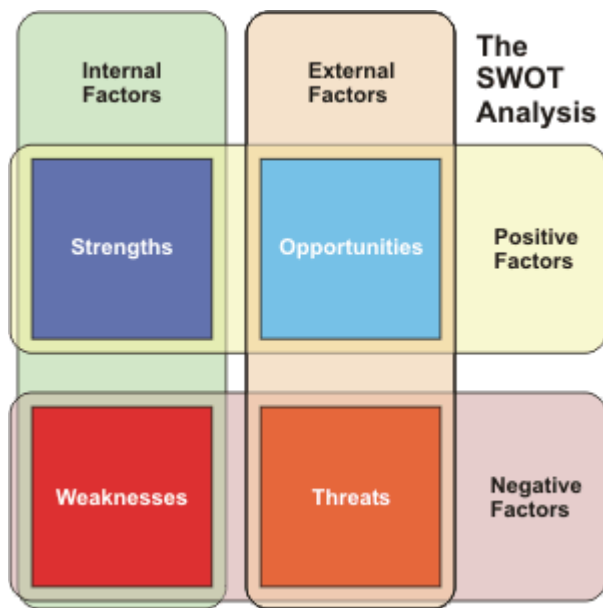 Internal
Factors
External
Factors
The
SWOT
Analysis
Strengths
Opportunities
Positive
Factors
Weaknesses
Threats
Negative
Factors